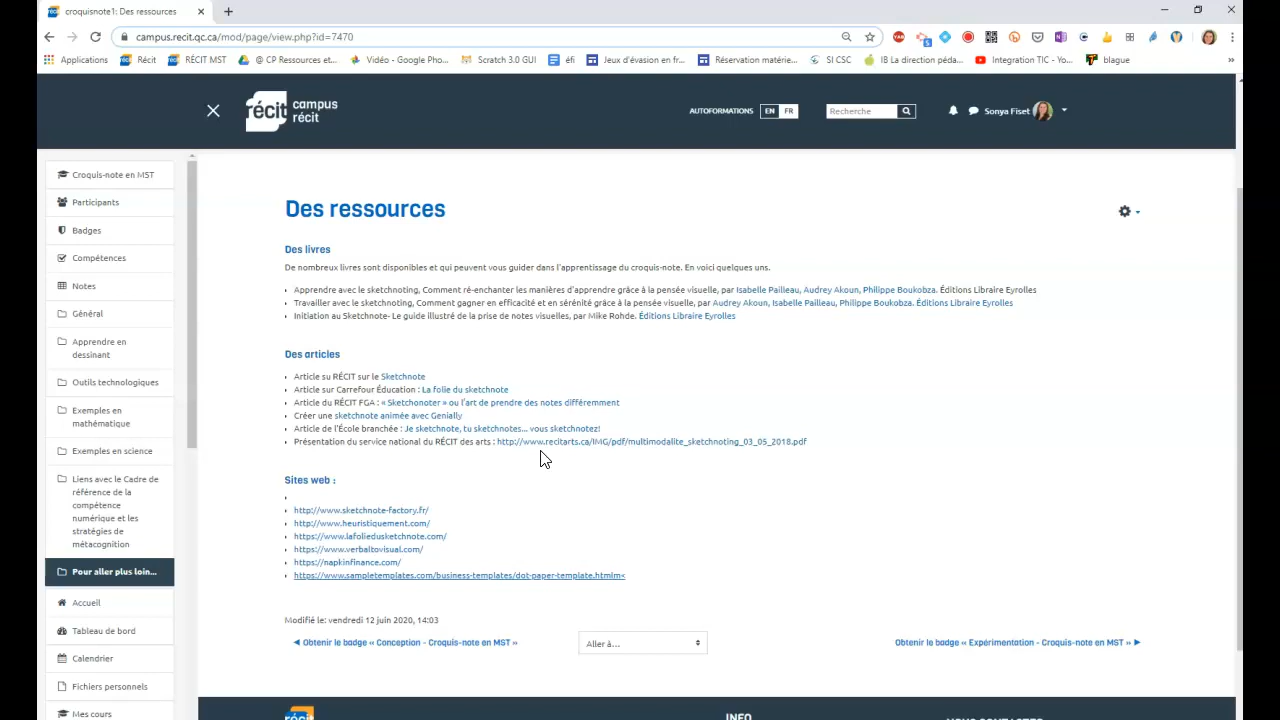 croquisnote1: Des ressources
campus.recit.qc.ca/mod/page/view.php?id=7470
Applications Récit RÉCIT MST @ CP Ressources et... Vidéo - Google Pho... Scratch 3.0 GUI éfi Jeux d'évasion en fr... Réservation matérie... SI CSC IB La direction péda... Integration TIC - Yo... blague
récit campus récit
AUTOFORMATIONS EN FR Recherche Sonya Fiset
Croquis-note en MST
Participants
Badges
Compétences
Notes
Général
Apprendre en
dessinant
Outils technologiques
Exemples en
mathématique
Exemples en science
Liens avec le Cadre de
référence de la
compétence
numérique et les
stratégies de
métacognition
Pour aller plus loin...
Accueil
Tableau de bord
Calendrier
Fichiers personnels
Mes cours
Des ressources
Des livres
De nombreux livres sont disponibles et qui peuvent vous guider dans l'apprentissage du croquis-note. En voici quelques uns.
Apprendre avec le sketchnoting, Comment ré-enchanter les manières d'apprendre grâce à la pensée visuelle, par Isabelle Pailleau, Audrey Akoun, Philippe Boukobza. Éditions Libraire Eyrolles
Travailler avec le sketchnoting, Comment gagner en efficacité et en sérénité grâce à la pensée visuelle, par Audrey Akoun, Isabelle Pailleau, Philippe Boukobza. Éditions Libraire Eyrolles
Initiation au Sketchnote- Le guide illustré de la prise de notes visuelles, par Mike Rohde. Éditions Libraire Eyrolles
Des articles
Article su RÉCIT sur le Sketchnote
Article sur Carrefour Éducation : La folie du sketchnote
Article du RÉCIT FGA : « Sketchonoter » ou l'art de prendre des notes différemment
Créer une sketchnote animée avec Genially
Article de l'École branchée : Je sketchnote, tu sketchnotes... vous sketchnotez!
Présentation du service national du RÉCIT des arts : http://www.recitarts.ca/IMG/pdf/multimodalite_sketchnoting_03_05_2018.pdf
Sites web :
http://www.sketchnote-factory.fr/
http://www.heuristiquement.com/
https://www.lafoliedusketchnote.com/
https://www.verbaltovisual.com/
https://napkinfinance.com/
https://www.sampletemplates.com/business-templates/dot-paper-template.htmlm<
Modifié le: vendredi 12 juin 2020, 14:03
◄ Obtenir le badge « Conception - Croquis-note en MST »
Aller à...
Obtenir le badge « Expérimentation - Croquis-note en MST » ►
récit
INFO